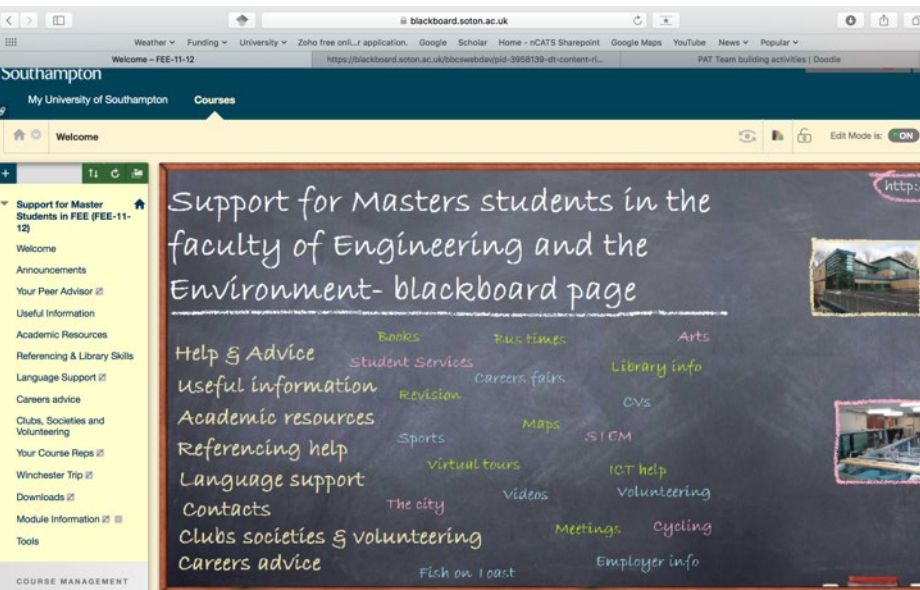 blackboard.soton.ac.uk
Weather Funding University Zoho free onli...r application. Google Scholar Home - nCATS Sharepoint Google Maps YouTube News Popular
Welcome – FEE-11-12 https://blackboard.soton.ac.uk/bbcswebdav/pid-3958139-dt-content-ri... PAT Team building activities | Doodle
Southampton
My University of Southampton Courses
Welcome Edit Mode is: ON
Support for Master
Students in FEE (FEE-11-
12)
Welcome
Announcements
Your Peer Advisor
Useful Information
Academic Resources
Referencing & Library Skills
Language Support
Careers advice
Clubs, Societies and
Volunteering
Your Course Reps
Winchester Trip
Downloads
Module Information
Tools
COURSE MANAGEMENT
Support for Masters students in the
faculty of Engineering and the
Environment- blackboard page
http:
Books Bus times Arts
Help & Advice
Student Services Library info
Careers fairs
Useful information
Revision CVs
Academic resources
Maps
Sports STEM
Referencing help
Virtual tours ICT help
Language support
Videos Volunteering
Contacts The city
Meetings Cycling
Clubs societies & volunteering
Careers advice Employer info
Fish on Toast